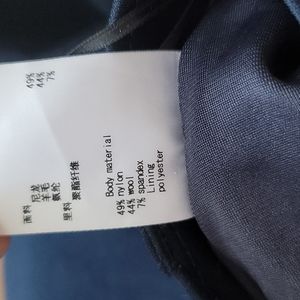 面料
尼龙 49%
羊毛 44%
氨纶 7%
里料
聚酯纤维
Body material
49% nylon
44% wool
7% spandex
Lining
polyester